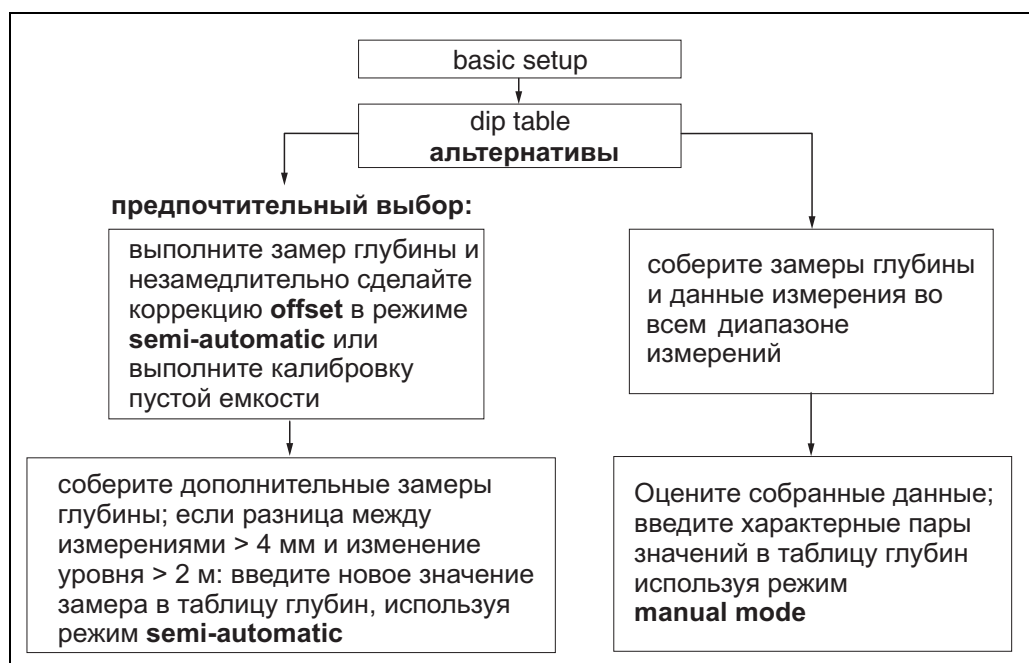 basic setup
dip table
альтернативы
предпочтительный выбор:
выполните замер глубины и
незамедлительно сделайте
коррекцию offset в режиме
semi-automatic или
выполните калибровку
пустой емкости
соберите дополнительные замеры
глубины; если разница между
измерениями > 4 мм и изменение
уровня > 2 м: введите новое значение
замера в таблицу глубин, используя
режим semi-automatic
соберите замеры глубины
и данные измерения во
всем диапазоне
измерений
Оцените собранные данные;
введите характерные пары
значений в таблицу глубин
используя режим
manual mode